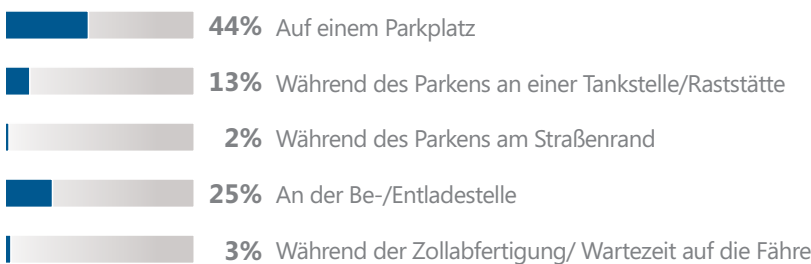 44% Auf einem Parkplatz
13% Während des Parkens an einer Tankstelle/Raststätte
2% Während des Parkens am Straßenrand
25% An der Be-/Entladestelle
3% Während der Zollabfertigung/ Wartezeit auf die Fähre